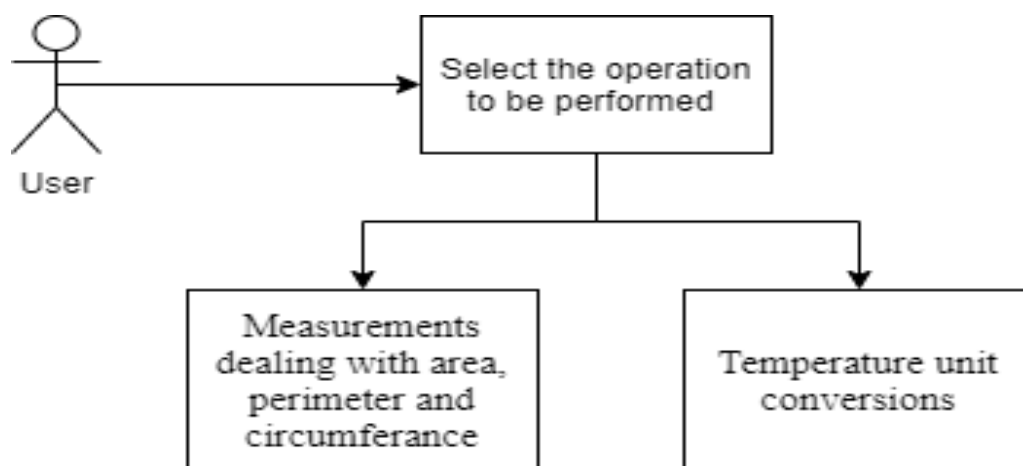 Select the operation
to be performed
User
Measurements
dealing with area,
perimeter and
circumferance
Temperature unit
conversions